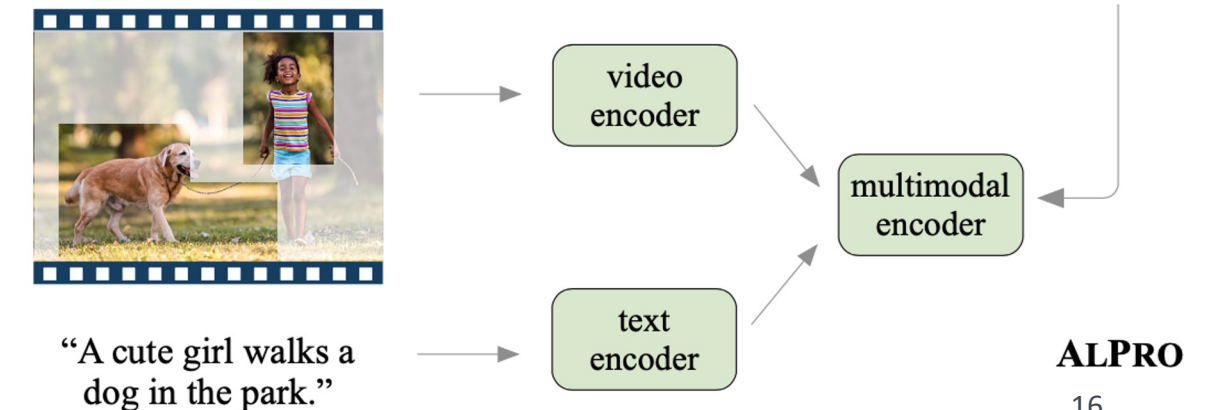 video
encoder
multimodal
encoder
text
encoder
“A cute girl walks a
dog in the park.”
ALPRO
16